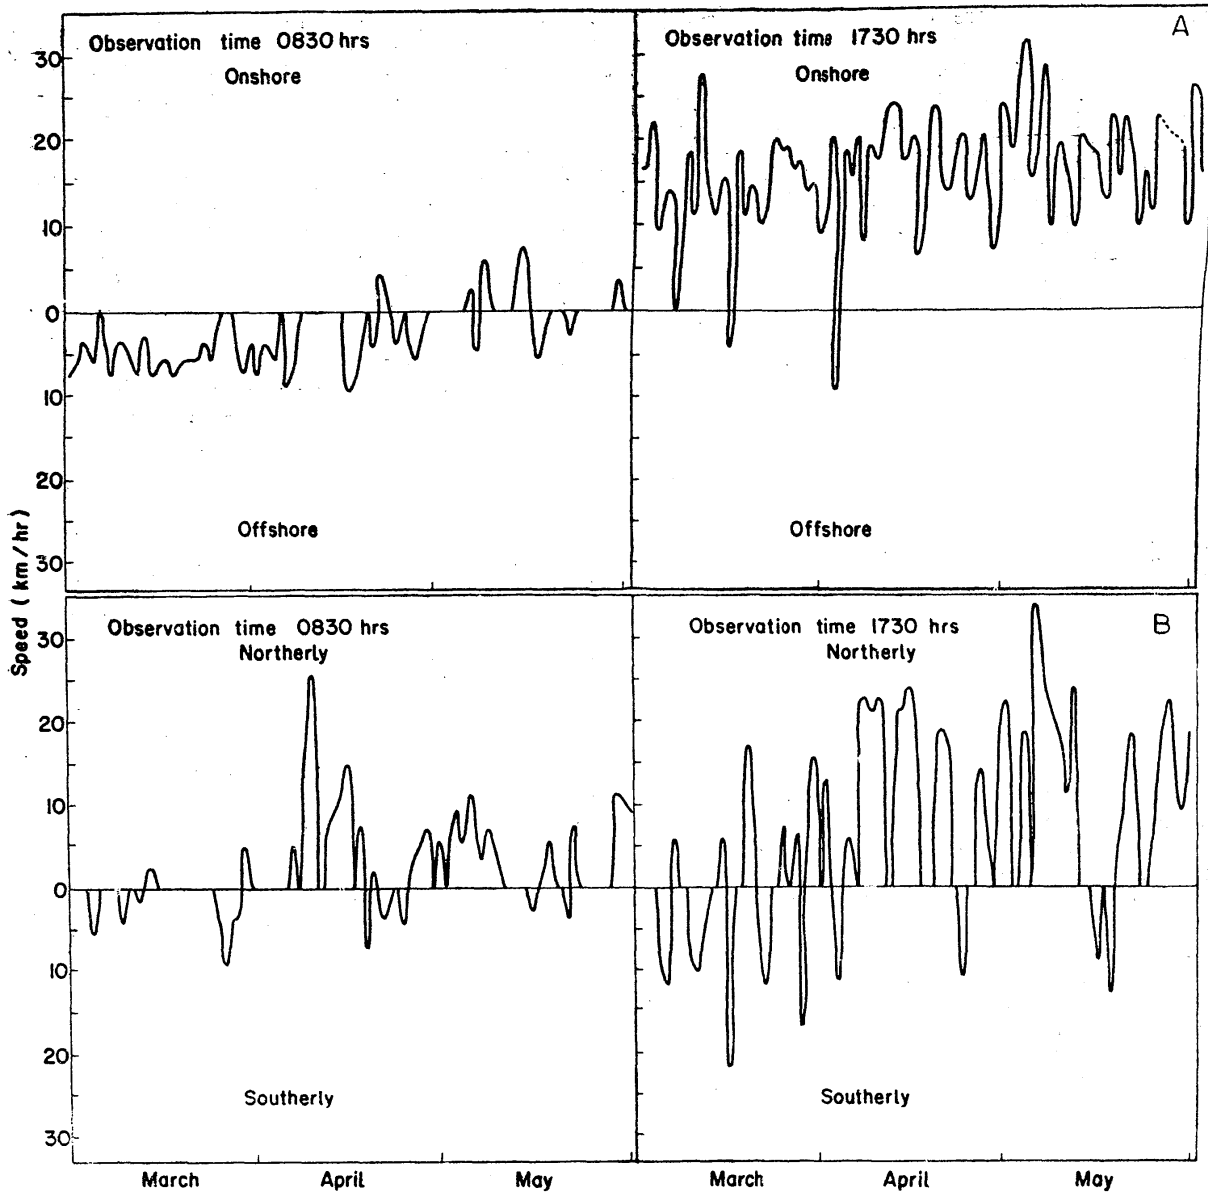 Observation time 0830 hrs
Onshore
Observation time 1730 hrs
Onshore
A
30
20
10
0
10
20
30
Offshore
Offshore
Speed ( km / hr )
Observation time 0830 hrs
Northerly
Observation time 1730 hrs
Northerly
B
30
20
10
0
10
20
30
Southerly
Southerly
March April May March April May